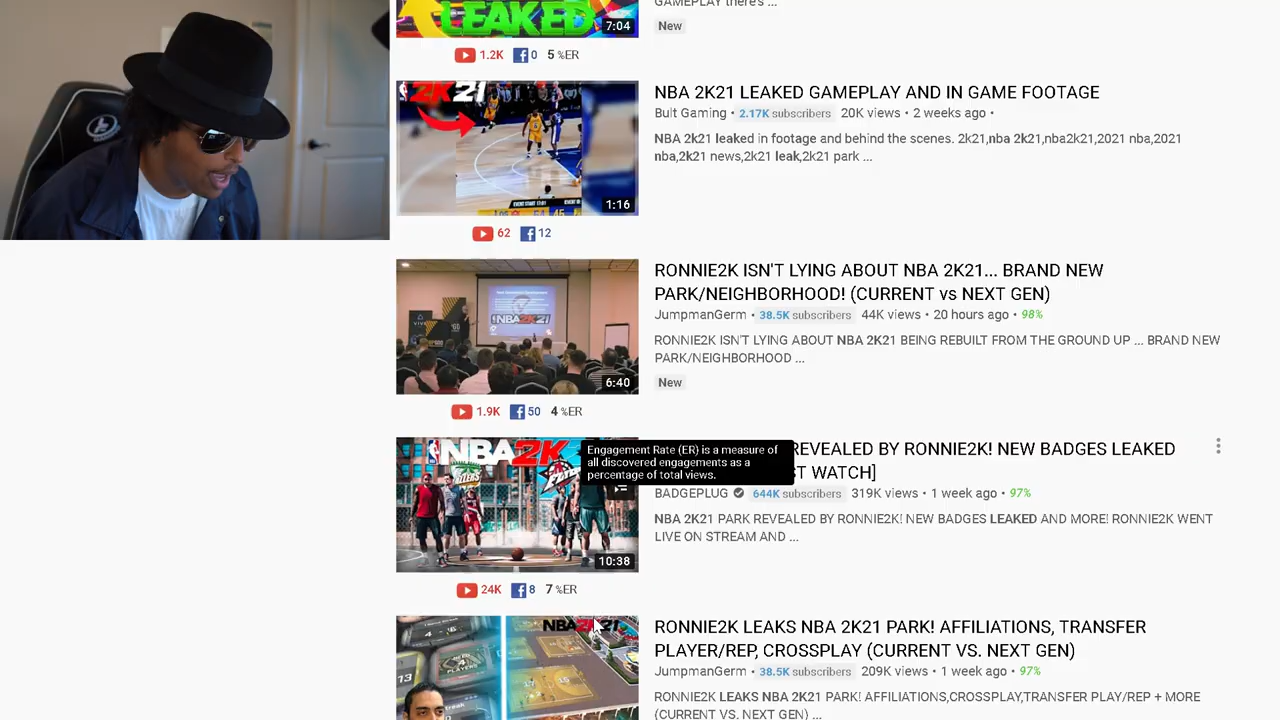 GAMEPLAY there's ...
LEAKED
7:04
New
1.2K 0 5 %ER
2K21
NBA 2K21 LEAKED GAMEPLAY AND IN GAME FOOTAGE
Bult Gaming • 2.17K subscribers 20K views • 2 weeks ago •
NBA 2k21 leaked in footage and behind the scenes. 2k21,nba 2k21,nba2k21,2021 nba,2021
nba,2k21 news,2k21 leak,2k21 park ...
1:16
62 12
RONNIE2K ISN'T LYING ABOUT NBA 2K21... BRAND NEW
PARK/NEIGHBORHOOD! (CURRENT vs NEXT GEN)
JumpmanGerm • 38.5K subscribers 44K views • 20 hours ago • 98%
NBA2K21
RONNIE2K ISN'T LYING ABOUT NBA 2K21 BEING REBUILT FROM THE GROUND UP ... BRAND NEW
PARK/NEIGHBORHOOD ...
6:40
New
1.9K 50 4 %ER
NBA 2K
Engagement Rate (ER) is a measure of
all discovered engagements as a
percentage of total views.
REVEALED BY RONNIE2K! NEW BADGES LEAKED
ST WATCH]
BADGEPLUG 644K subscribers 319K views • 1 week ago • 97%
NBA 2K21 PARK REVEALED BY RONNIE2K! NEW BADGES LEAKED AND MORE! RONNIE2K WENT
LIVE ON STREAM AND ...
10:38
24K 8 7 %ER
NBA2K21
RONNIE2K LEAKS NBA 2K21 PARK! AFFILIATIONS, TRANSFER
PLAYER/REP, CROSSPLAY (CURRENT VS. NEXT GEN)
JumpmanGerm • 38.5K subscribers 209K views • 1 week ago • 97%
RONNIE2K LEAKS NBA 2K21 PARK! AFFILIATIONS,CROSSPLAY,TRANSFER PLAY/REP + MORE
(CURRENT VS. NEXT GEN) ...
13